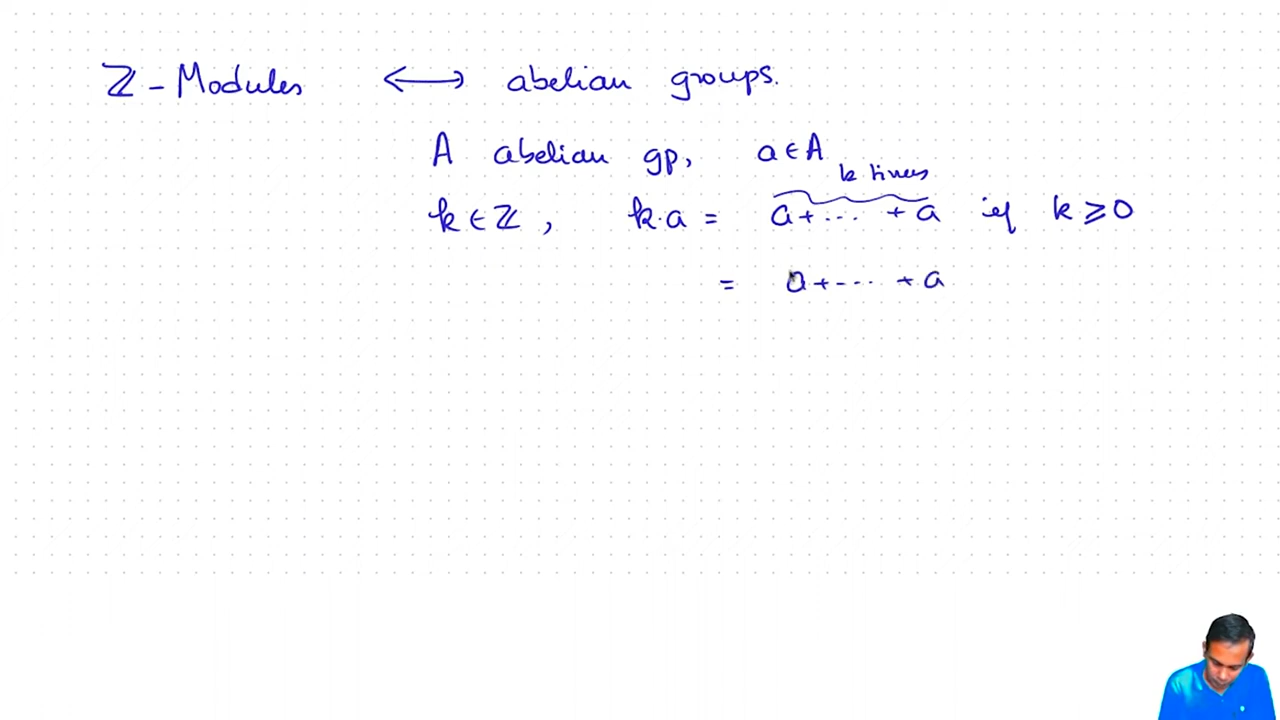 ℤ - Modules ⟷ abelian groups.
A abelian gp, a ∈ A
k times
k ∈ ℤ, k·a = a + ... + a if k ⩾ 0
= a + ... + a